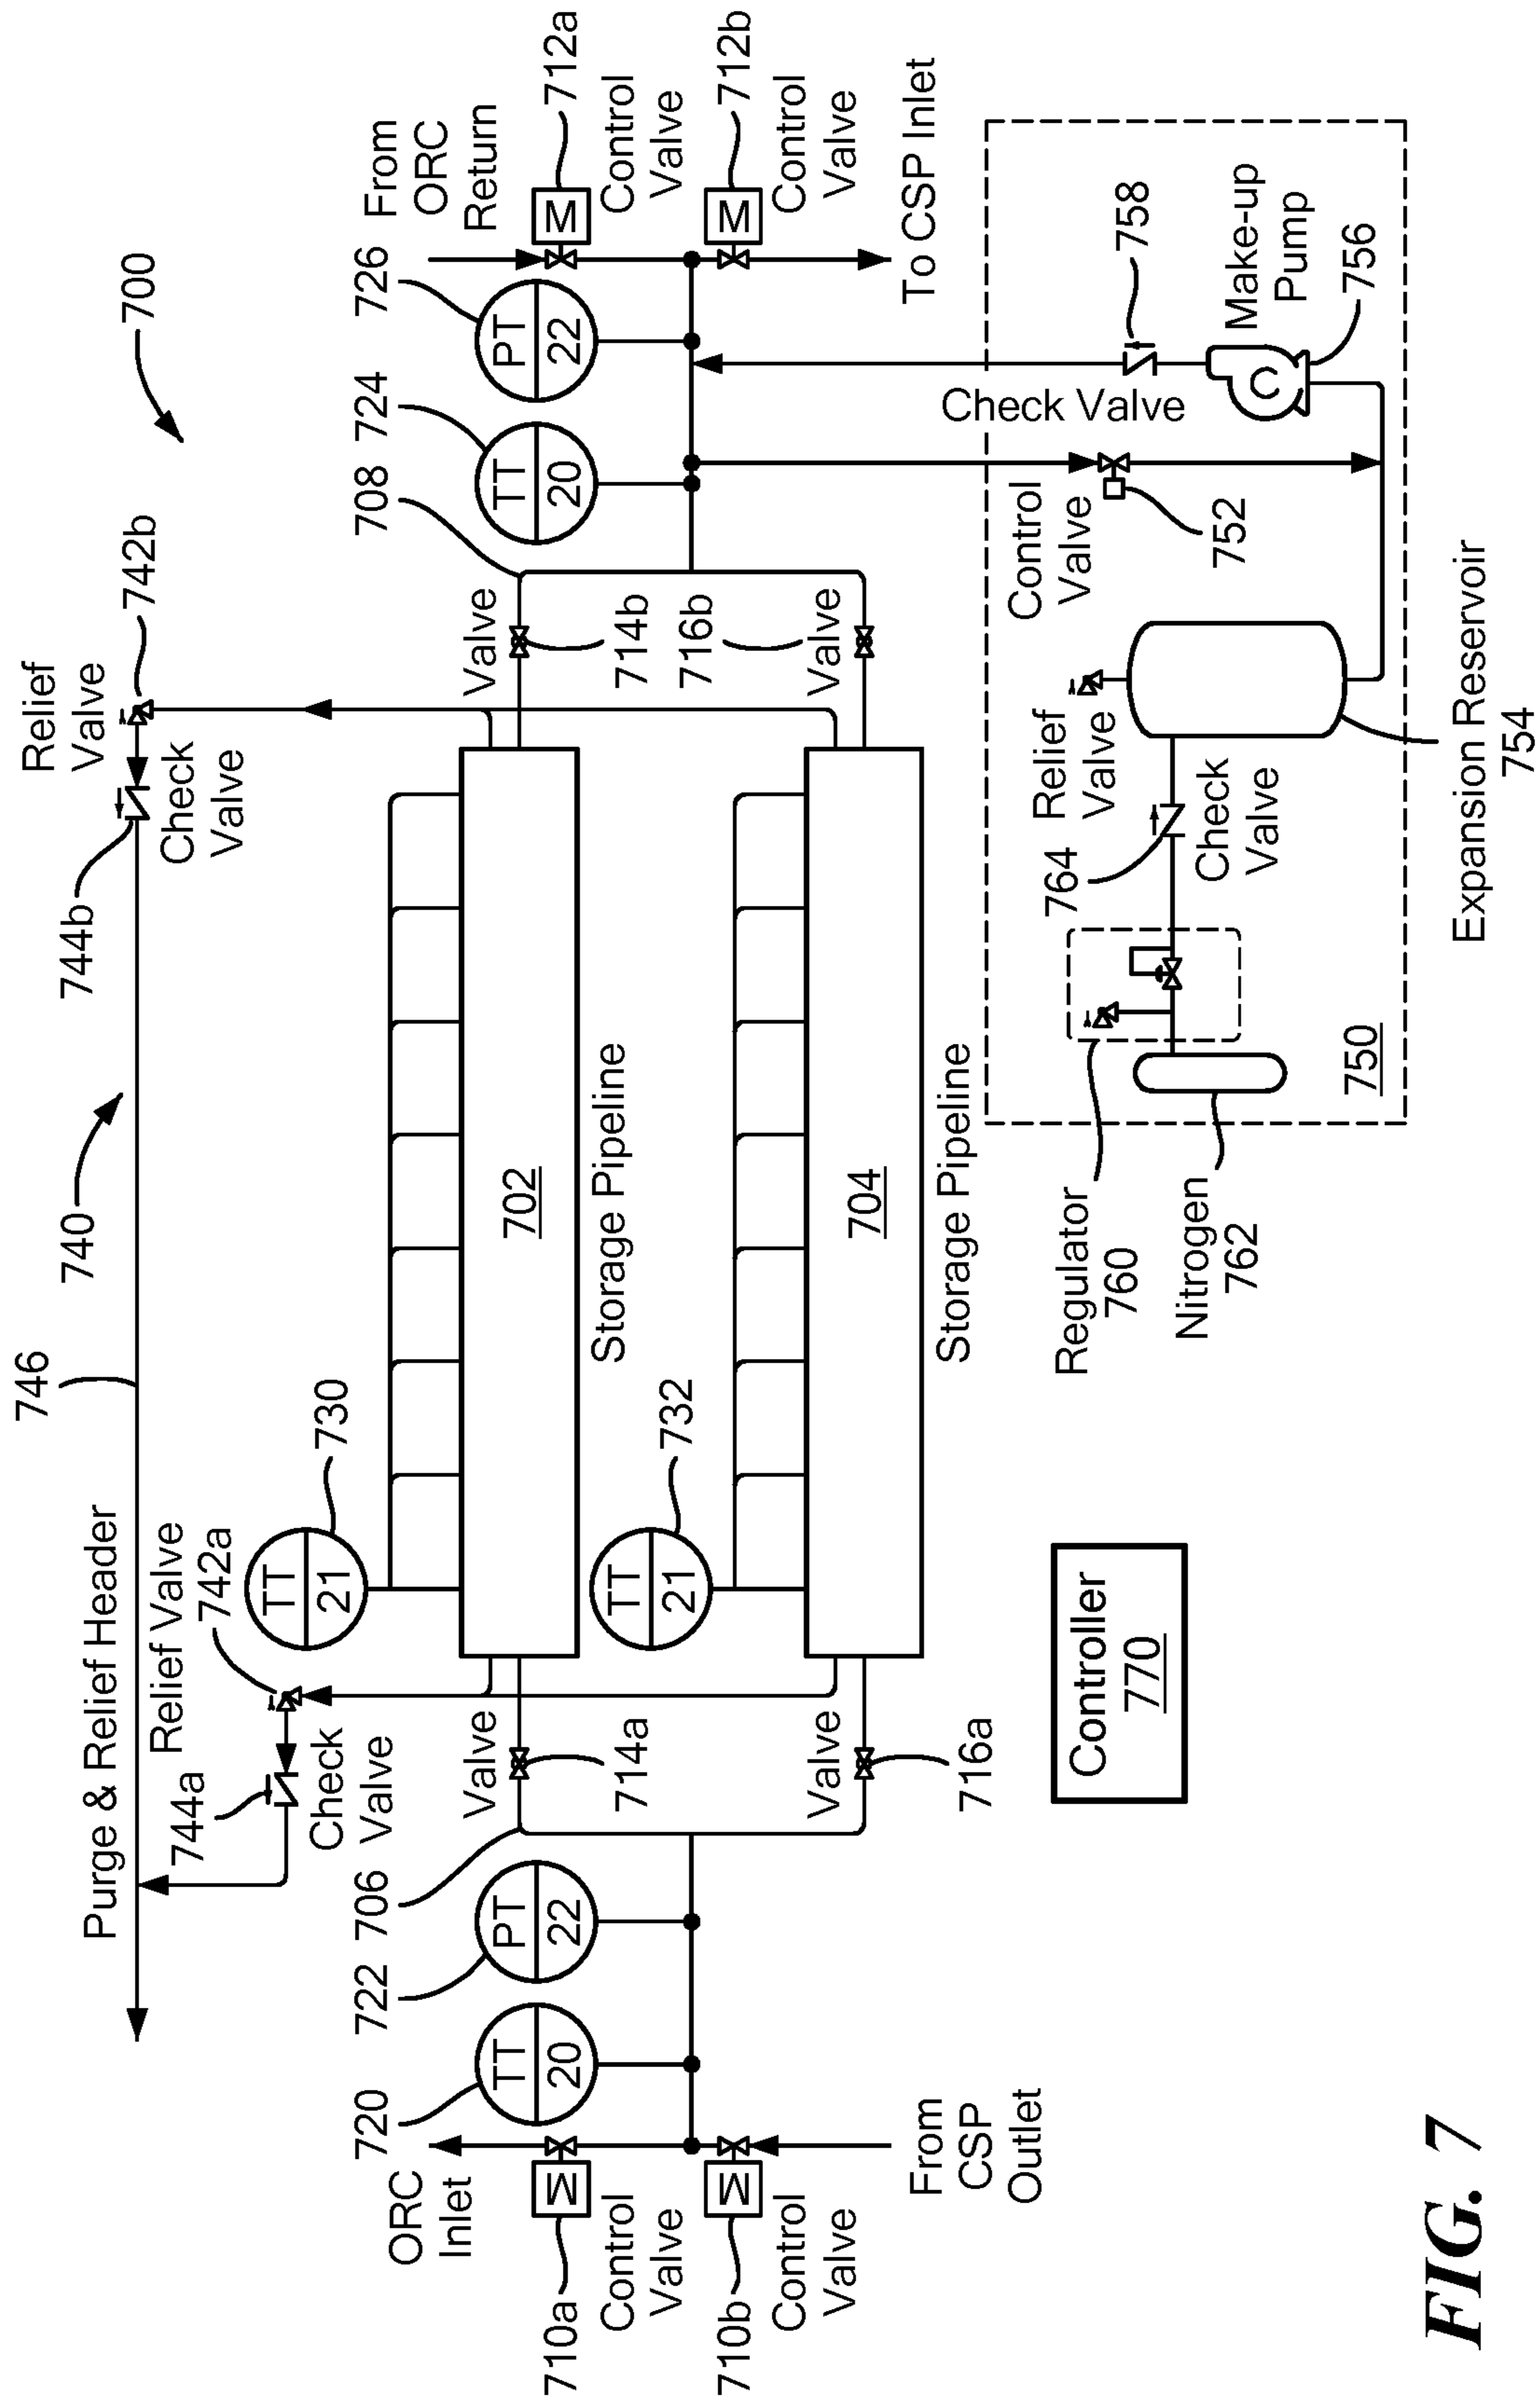 700
740
746
Purge & Relief Header
Relief
Valve
742b
744b
Check
Valve
Relief Valve
742a
744a
Check
Valve
TT
21
730
ORC
Inlet
720
722
706
708
724
726
From
ORC
Return
TT
20
PT
22
TT
20
PT
22
Valve
714a
Valve
714b
702
Storage Pipeline
M
710a
Control
Valve
M
712a
Control
Valve
TT
21
732
M
710b
Control
Valve
M
712b
Control
Valve
Valve
716a
Valve
716b
704
Storage Pipeline
From
CSP
Outlet
To CSP Inlet
Controller
770
Regulator
760
Nitrogen
762
764
Check
Valve
Relief
Valve
Control
Valve
752
Check Valve
758
Make-up
Pump
C
756
750
Expansion Reservoir
754
FIG. 7